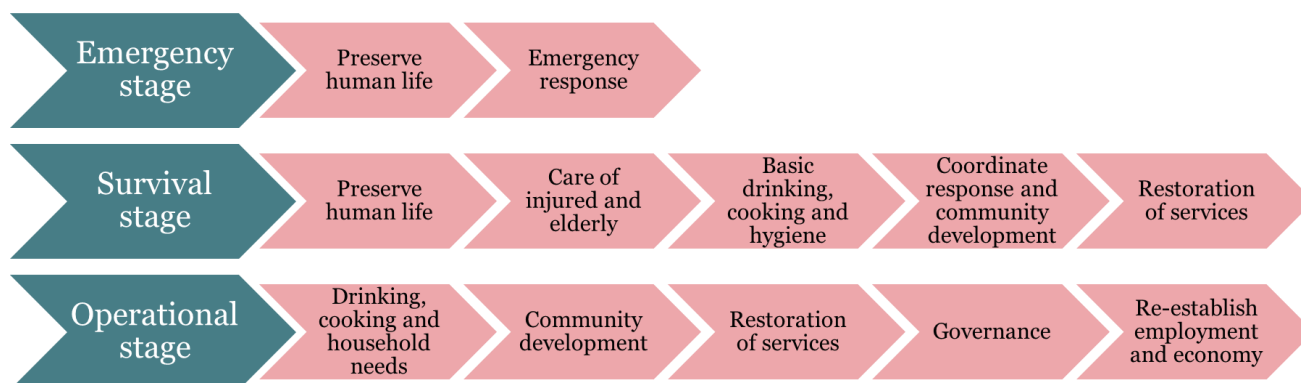 Emergency
stage
Preserve
human life
Emergency
response
Survival
stage
Preserve
human life
Care of
injured and
elderly
Basic
drinking,
cooking and
hygiene
Coordinate
response and
community
development
Restoration
of services
Operational
stage
Drinking,
cooking and
household
needs
Community
development
Restoration
of services
Governance
Re-establish
employment
and economy